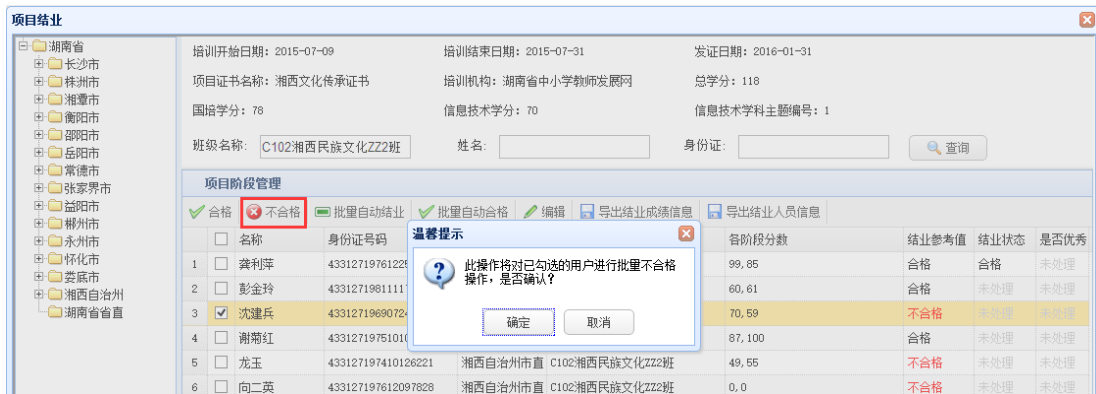 项目结业
湖南省
长沙市
株洲市
湘潭市
衡阳市
邵阳市
岳阳市
常德市
张家界市
益阳市
郴州市
永州市
怀化市
娄底市
湘西自治州
湖南省省直
培训开始日期：2015-07-09 培训结束日期：2015-07-31 发证日期：2016-01-31
项目证书名称：湘西文化传承证书 培训机构：湖南省中小学教师发展网 总学分：118
国培学分：78 信息技术学分：70 信息技术学科主题编号：1
班级名称: C102湘西民族文化ZZ2班 姓名: 身份证: 查询
项目阶段管理
合格 不合格 批量自动结业 批量自动合格 编辑 导出结业成绩信息 导出结业人员信息
名称 身份证号码 各阶段分数 结业参考值 结业状态 是否优秀
1 龚利萍 99,85 合格 合格 未处理
2 彭金玲 60,61 合格 未处理 未处理
3 沈建兵 70,59 不合格 未处理 未处理
4 谢菊红 87,100 合格 未处理 未处理
5 龙玉 433127197410126221 湘西自治州市直 C102湘西民族文化ZZ2班 49,55 不合格 未处理 未处理
6 向二英 433127197612097828 湘西自治州市直 C102湘西民族文化ZZ2班 0,0 不合格 未处理 未处理
温馨提示
此操作将对已勾选的用户进行批量不合格
操作，是否确认？
确定 取消